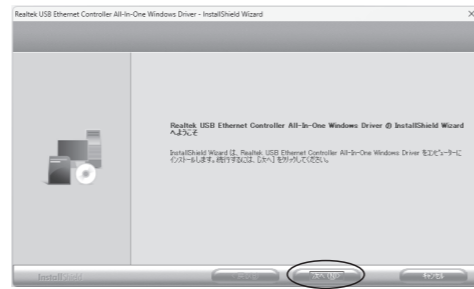 Realtek USB Ethernet Controller All-In-One Windows Driver - InstallShield Wizard
Realtek USB Ethernet Controller All-In-One Windows Driver の InstallShield Wizard
へようこそ
InstallShield Wizard は、Realtek USB Ethernet Controller All-In-One Windows Driver をコンピューターに
インストールします。続行するには、[次へ] をクリックしてください。
InstallShield
キャンセル